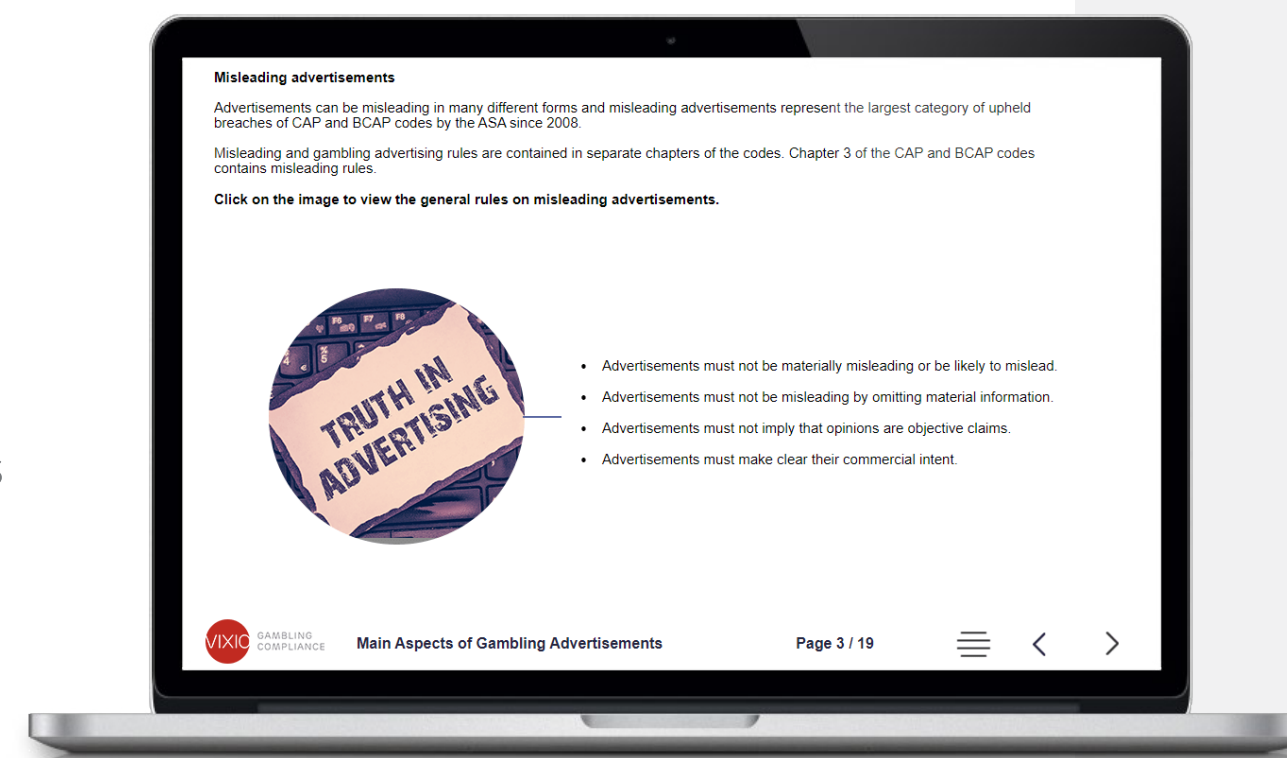 Misleading advertisements
Advertisements can be misleading in many different forms and misleading advertisements represent the largest category of upheld
breaches of CAP and BCAP codes by the ASA since 2008.
Misleading and gambling advertising rules are contained in separate chapters of the codes. Chapter 3 of the CAP and BCAP codes
contains misleading rules.
Click on the image to view the general rules on misleading advertisements.
F6 F7 F8
4 €
% 5
TRUTH IN
ADVERTISING
• Advertisements must not be materially misleading or be likely to mislead.
• Advertisements must not be misleading by omitting material information.
• Advertisements must not imply that opinions are objective claims.
• Advertisements must make clear their commercial intent.
VIXIO
GAMBLING
COMPLIANCE
Main Aspects of Gambling Advertisements
Page 3 / 19